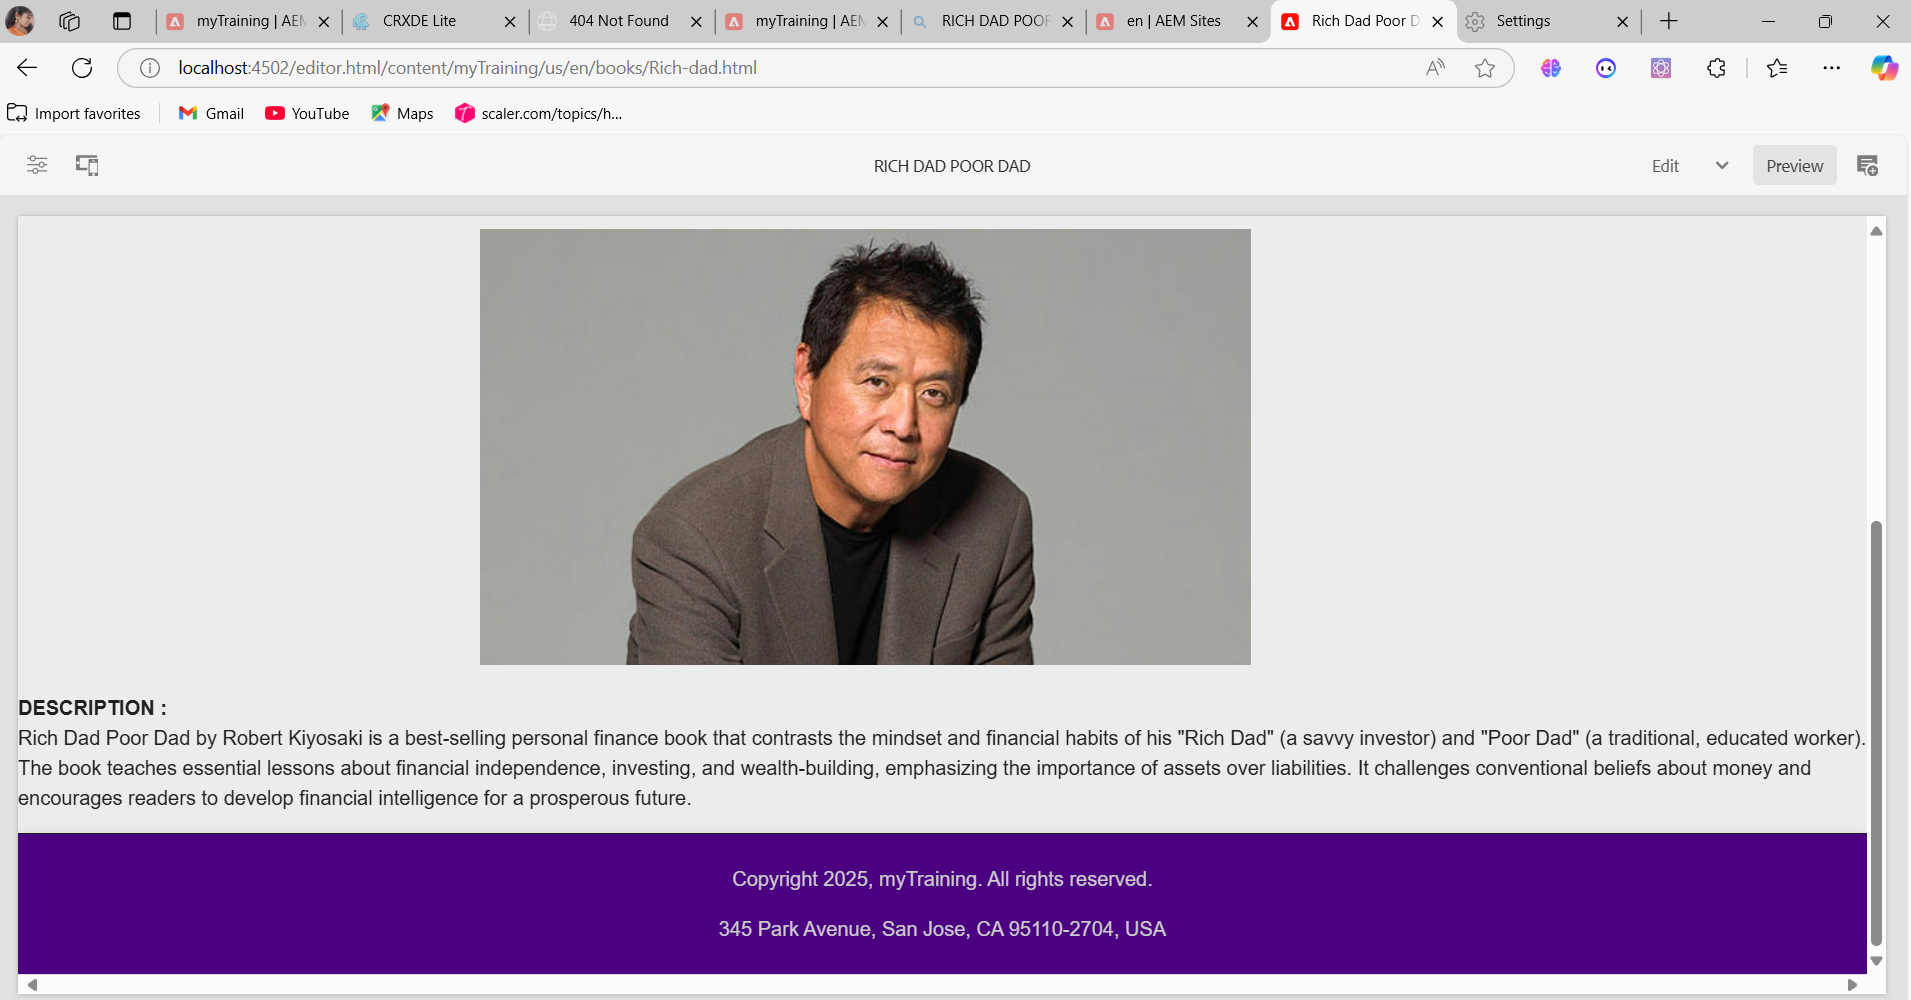 myTraining | AEM
CRXDE Lite
404 Not Found
myTraining | AEM
RICH DAD POOR
en | AEM Sites
Rich Dad Poor D
Settings
localhost:4502/editor.html/content/myTraining/us/en/books/Rich-dad.html
Import favorites
Gmail
YouTube
Maps
scaler.com/topics/h...
RICH DAD POOR DAD
Edit
Preview
DESCRIPTION :
Rich Dad Poor Dad by Robert Kiyosaki is a best-selling personal finance book that contrasts the mindset and financial habits of his "Rich Dad" (a savvy investor) and "Poor Dad" (a traditional, educated worker).
The book teaches essential lessons about financial independence, investing, and wealth-building, emphasizing the importance of assets over liabilities. It challenges conventional beliefs about money and
encourages readers to develop financial intelligence for a prosperous future.
Copyright 2025, myTraining. All rights reserved.
345 Park Avenue, San Jose, CA 95110-2704, USA